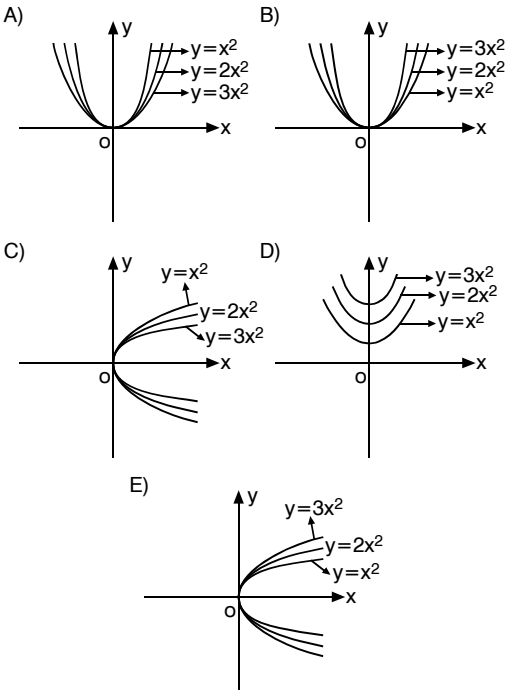 A)
y
y=x²
y=2x²
y=3x²
x
o
B)
y
y=3x²
y=2x²
y=x²
x
o
C)
y
y=x²
y=2x²
y=3x²
x
o
D)
y
y=3x²
y=2x²
y=x²
x
o
E)
y
y=3x²
y=2x²
y=x²
x
o